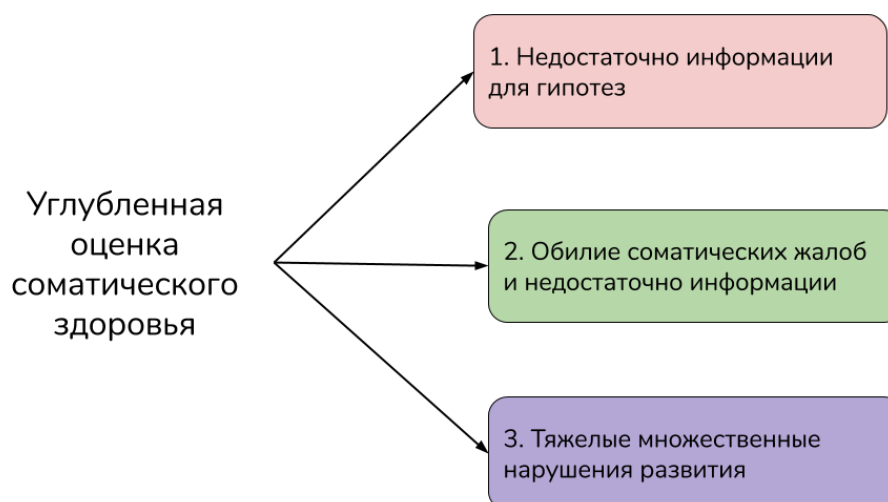 Углубленная
оценка
соматического
здоровья
1. Недостаточно информации
для гипотез
2. Обилие соматических жалоб
и недостаточно информации
3. Тяжелые множественные
нарушения развития